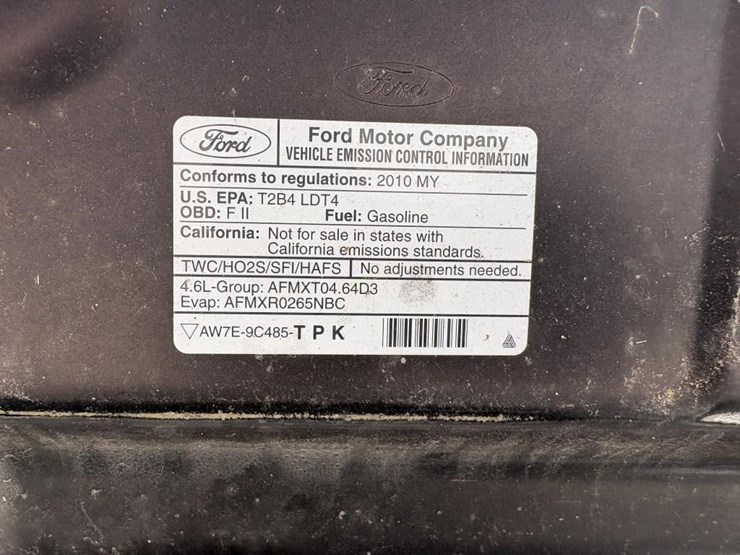 Ford
Ford
Ford Motor Company
VEHICLE EMISSION CONTROL INFORMATION
Conforms to regulations: 2010 MY
U.S. EPA: T2B4 LDT4
OBD: F II Fuel: Gasoline
California: Not for sale in states with
California emissions standards.
TWC/HO2S/SFI/HAFS No adjustments needed.
4.6L-Group: AFMXT04.64D3
Evap: AFMXR0265NBC
AW7E-9C485-T P K